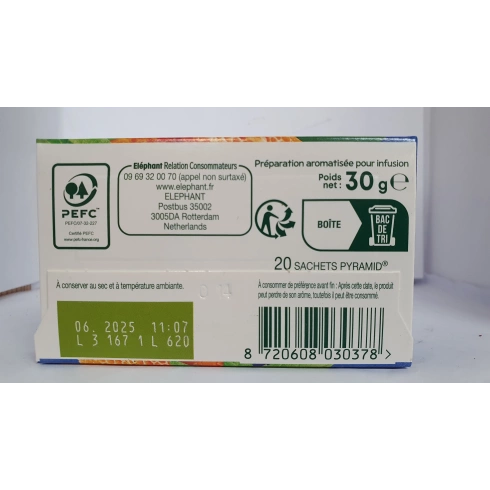 PEFC
PEFC/07-32-227
Certifié PEFC
www.pefc-france.org
Eléphant Relation Consommateurs
09 69 32 00 70 (appel non surtaxé)
www.elephant.fr
ELEPHANT
Postbus 35002
3005DA Rotterdam
Netherlands
Préparation aromatisée pour infusion
Poids
net : 30 g e
BOÎTE
BAC
DE
TRI
20 SACHETS PYRAMID®
À conserver au sec et à température ambiante.
À consommer de préférence avant fin : Après cette date, le produit
peut perdre de son arôme, toutefois il peut être consommé.
06. 2025 11:07
L 3 167 1 L 620
8 720608 030378 >